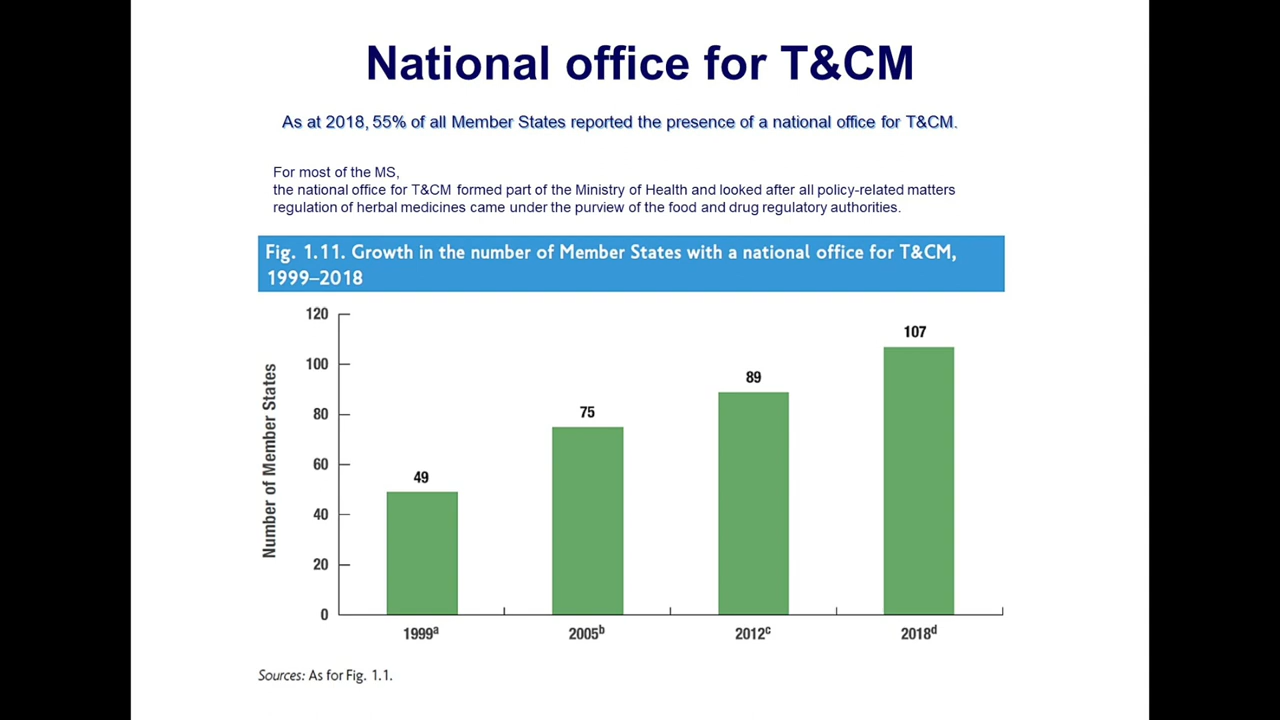 National office for T&CM
As at 2018, 55% of all Member States reported the presence of a national office for T&CM.
For most of the MS,
the national office for T&CM formed part of the Ministry of Health and looked after all policy-related matters
regulation of herbal medicines came under the purview of the food and drug regulatory authorities.
Fig. 1.11. Growth in the number of Member States with a national office for T&CM,
1999–2018
Number of Member States
120
100
80
60
40
20
0
49
75
89
107
1999a
2005b
2012c
2018d
Sources: As for Fig. 1.1.